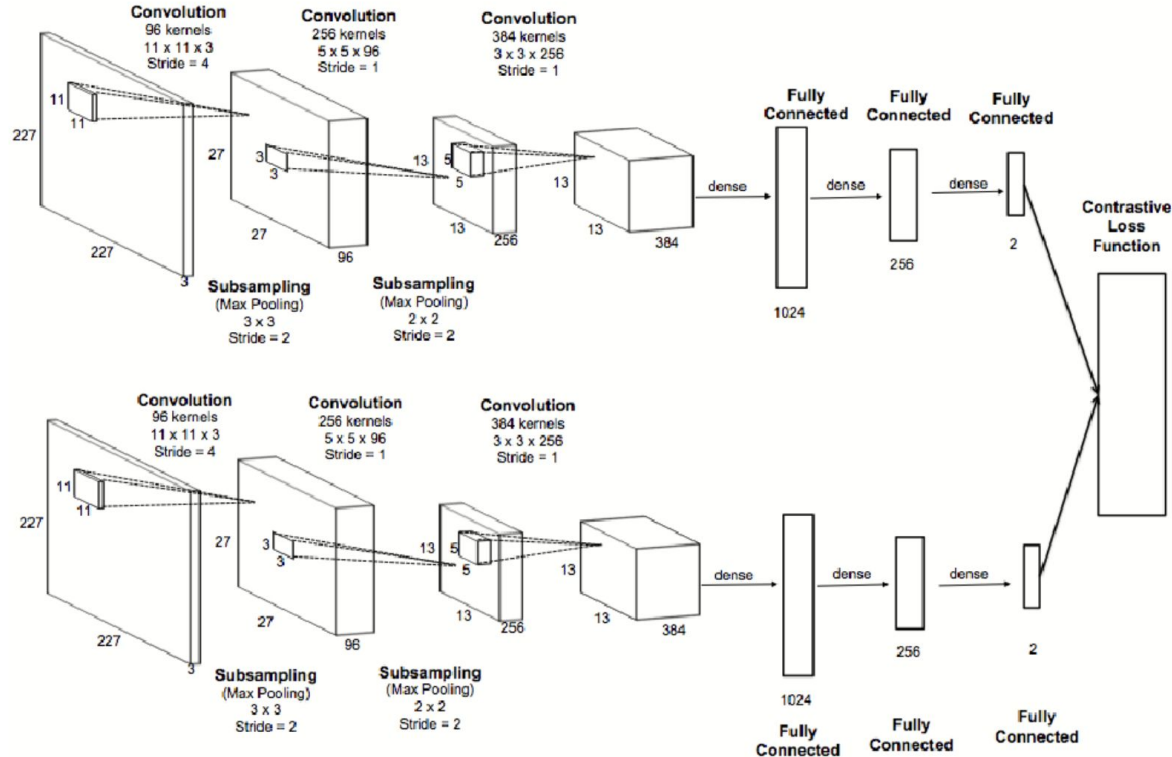 Convolution
96 kernels
11 x 11 x 3
Stride = 4
Convolution
256 kernels
5 x 5 x 96
Stride = 1
Convolution
384 kernels
3 x 3 x 256
Stride = 1
11
11
227
227
3
27
3
3
27
96
13
5
5
13
256
13
13
384
Subsampling
(Max Pooling)
3 x 3
Stride = 2
Subsampling
(Max Pooling)
2 x 2
Stride = 2
dense
Fully
Connected
1024
dense
Fully
Connected
256
dense
Fully
Connected
2
Contrastive
Loss
Function
Convolution
96 kernels
11 x 11 x 3
Stride = 4
Convolution
256 kernels
5 x 5 x 96
Stride = 1
Convolution
384 kernels
3 x 3 x 256
Stride = 1
11
11
227
227
3
27
3
3
27
96
13
5
5
13
256
13
13
384
Subsampling
(Max Pooling)
3 x 3
Stride = 2
Subsampling
(Max Pooling)
2 x 2
Stride = 2
dense
1024
Fully
Connected
dense
256
Fully
Connected
dense
2
Fully
Connected